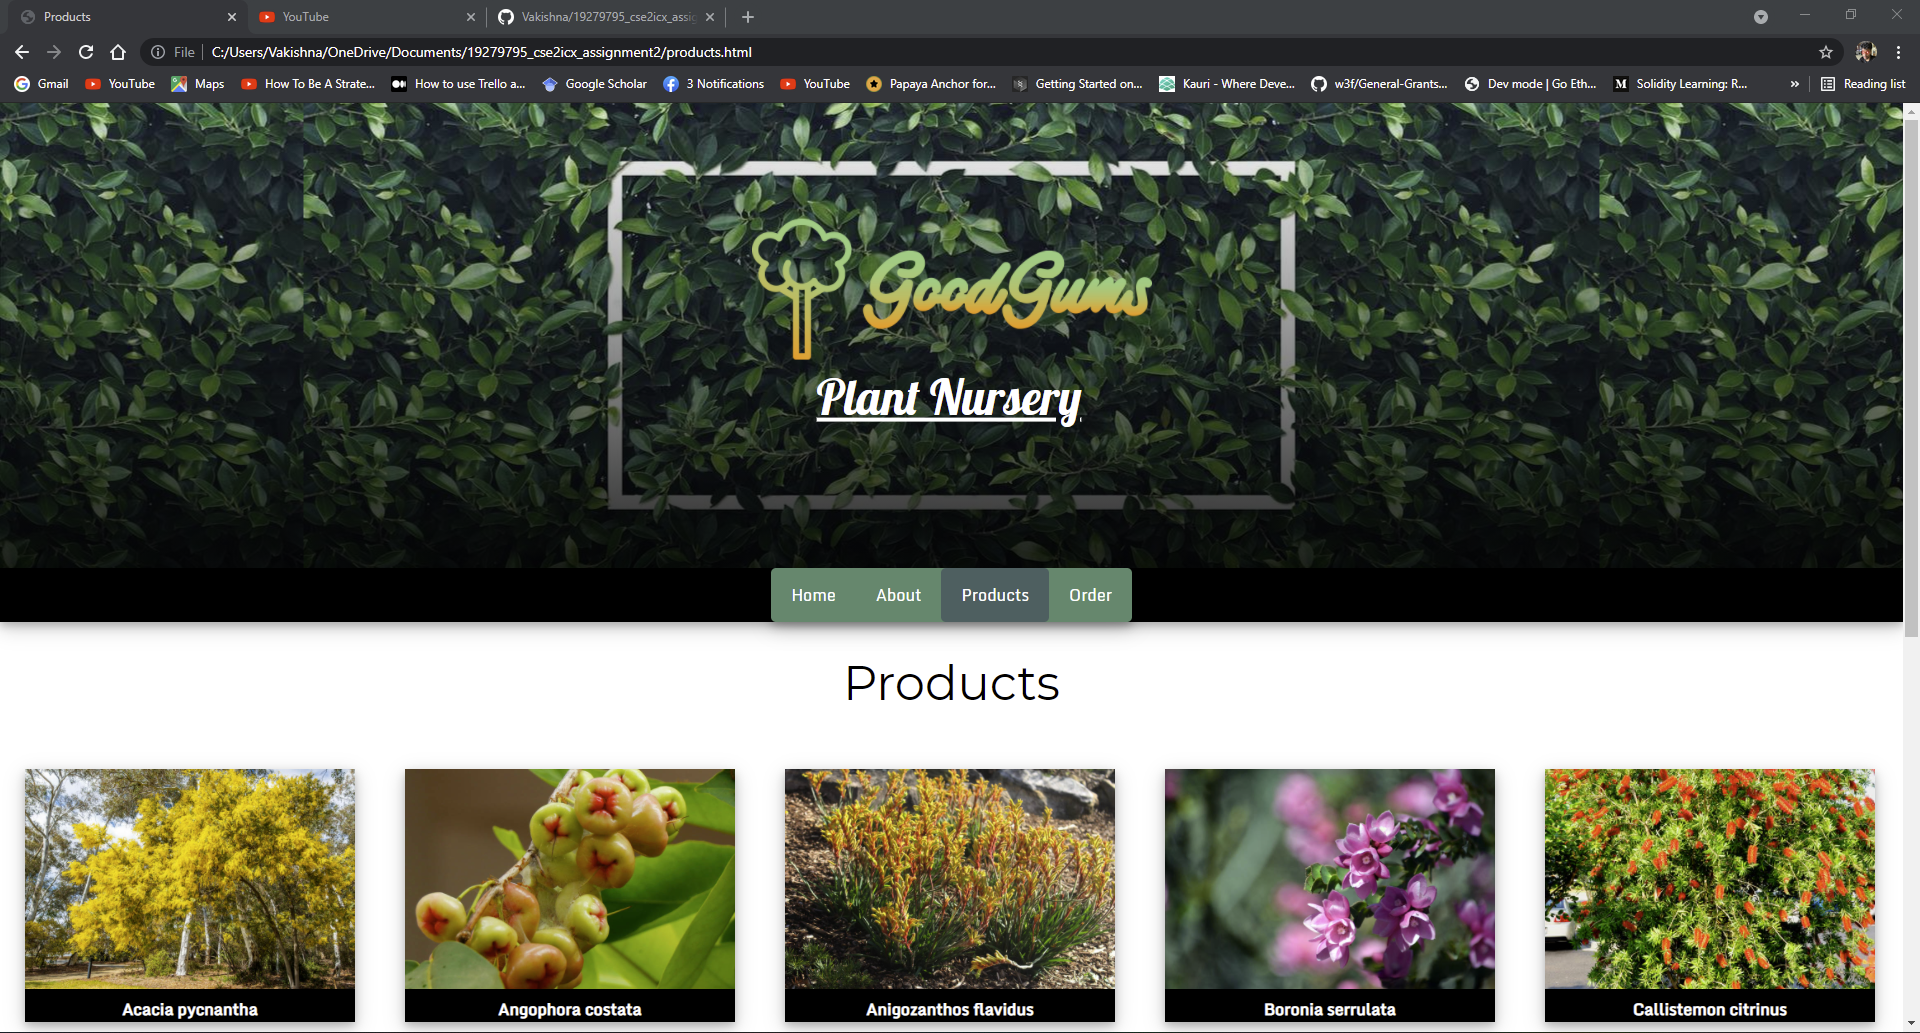 Products
YouTube
Vakishna/19279795_cse2icx_assig
File
C:/Users/Vakishna/OneDrive/Documents/19279795_cse2icx_assignment2/products.html
Gmail
YouTube
Maps
How To Be A Strate...
How to use Trello a...
Google Scholar
3 Notifications
YouTube
Papaya Anchor for...
Getting Started on...
Kauri - Where Deve...
w3f/General-Grants...
Dev mode | Go Eth...
Solidity Learning: R...
»
Reading list
GoodGums
Plant Nursery
Home
About
Products
Order
Products
Acacia pycnantha
Angophora costata
Anigozanthos flavidus
Boronia serrulata
Callistemon citrinus